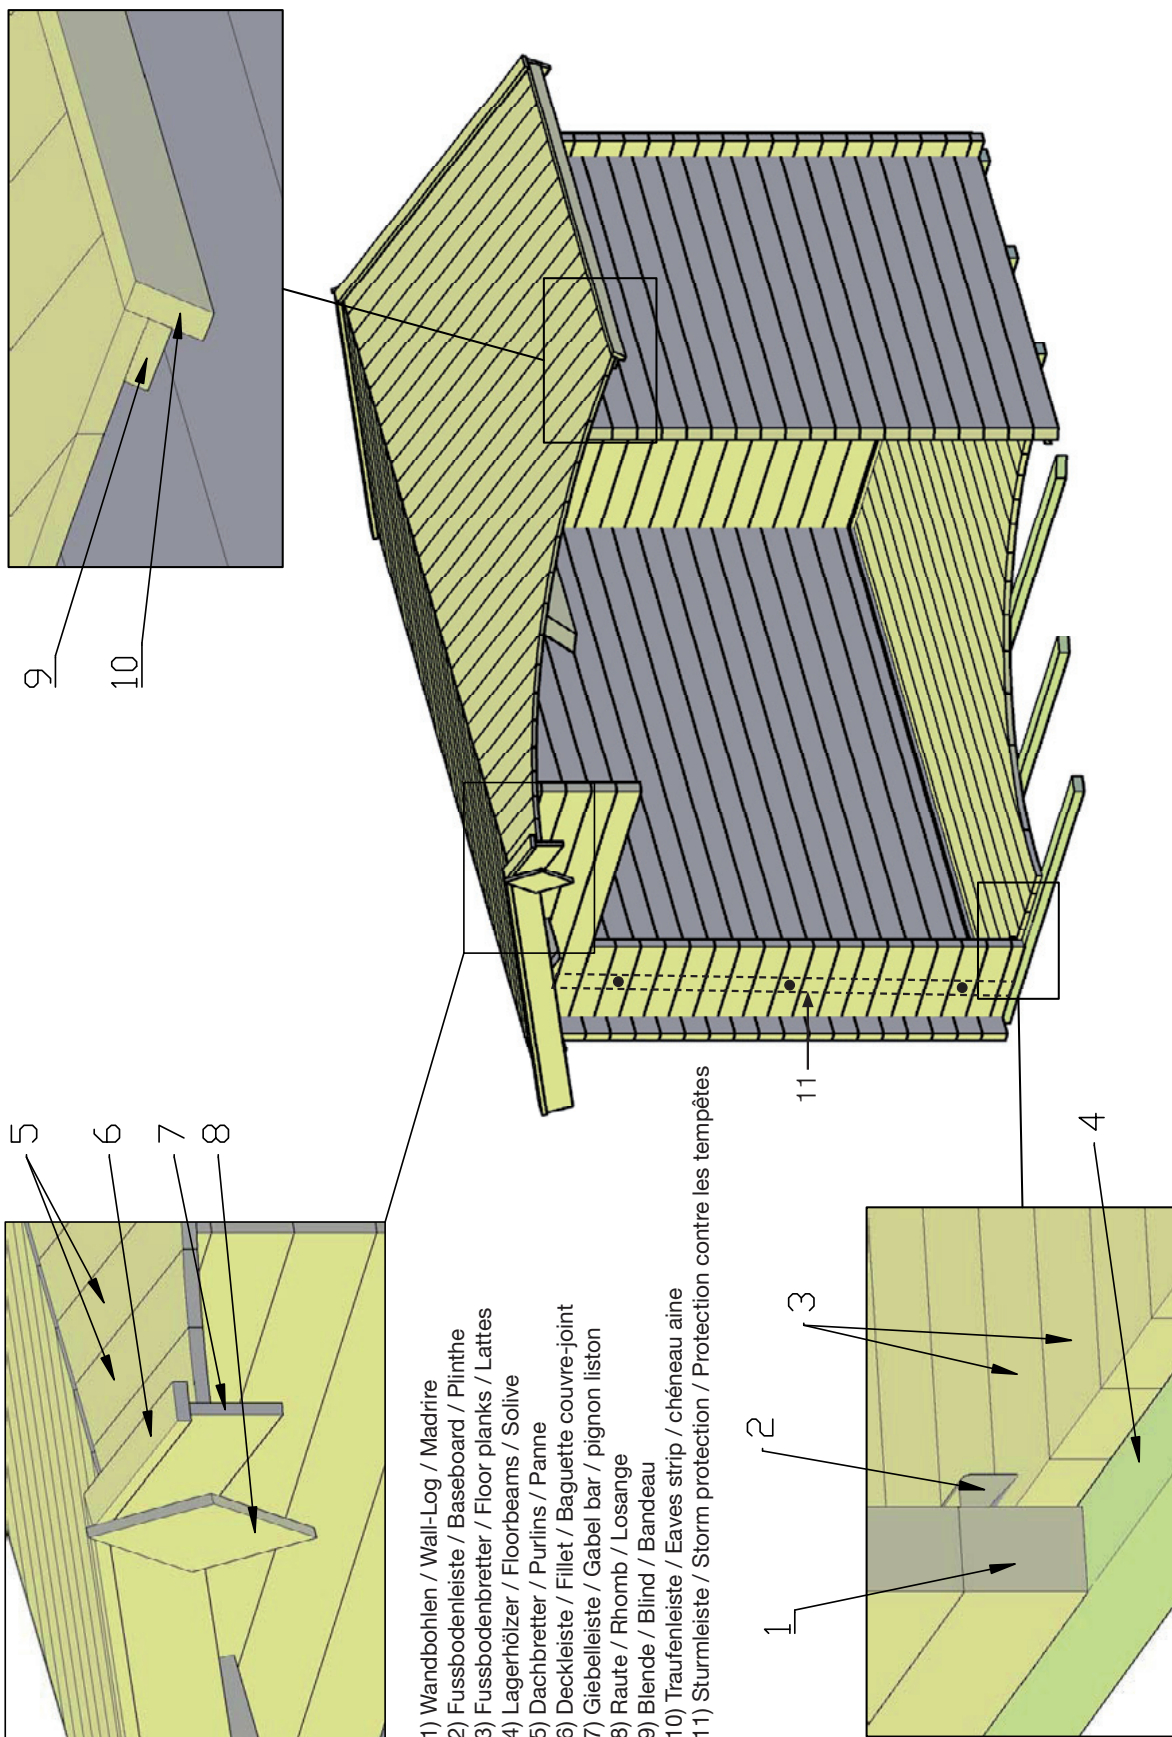 5
6
7
8
9
10
11
1) Wandbohlen / Wall-Log / Madrire
2) Fussbodenleiste / Baseboard / Plinthe
3) Fussbodenbretter / Floor planks / Lattes
4) Lagerhölzer / Floorbeams / Solive
5) Dachbretter / Purlins / Panne
6) Deckleiste / Fillet / Baguette couvre-joint
7) Giebelleiste / Gabel bar / pignon liston
8) Raute / Rhomb / Losange
9) Blende / Blind / Bandeau
10) Traufenleiste / Eaves strip / chéneau aine
11) Sturmleiste / Storm protection / Protection contre les tempêtes
1
2
3
4